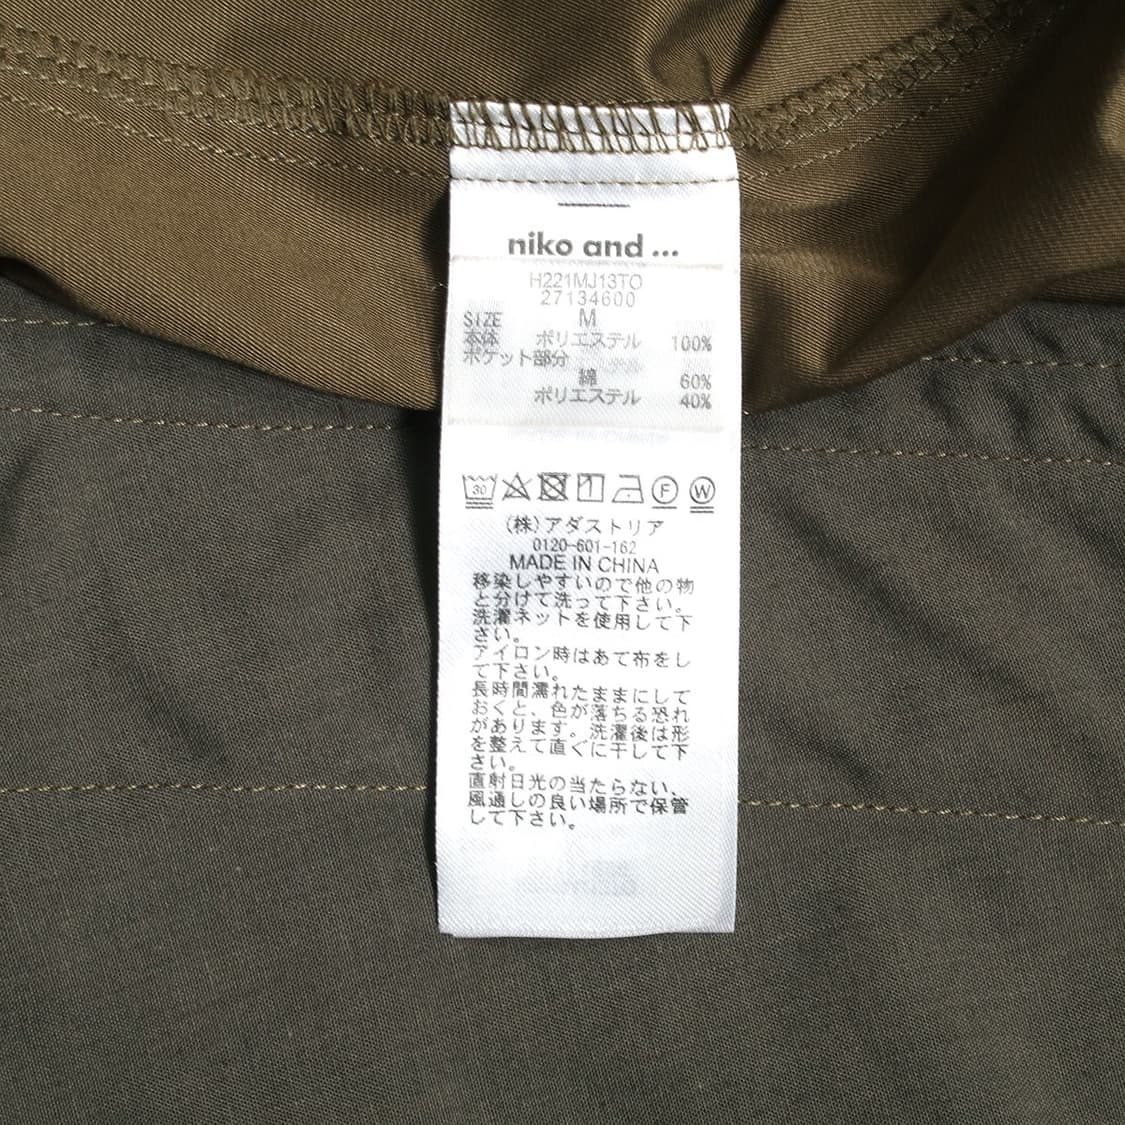 niko and ...
H221MJ13TO
27134600
SIZE M
本体 ポリエステル 100%
ポケット部分
綿 60%
ポリエステル 40%
30 F W
(株)アダストリア
0120-601-162
MADE IN CHINA
移染しやすいので他の物
と分けて洗って下さい。
洗濯ネットを使用して下
さい。
アイロン時はあて布をし
て下さい。
長時間濡れたままにして
おくと、色が落ちる恐れ
があります。洗濯後は形
を整えて直ぐに干して下
さい。
直射日光の当たらない、
風通しの良い場所で保管
して下さい。